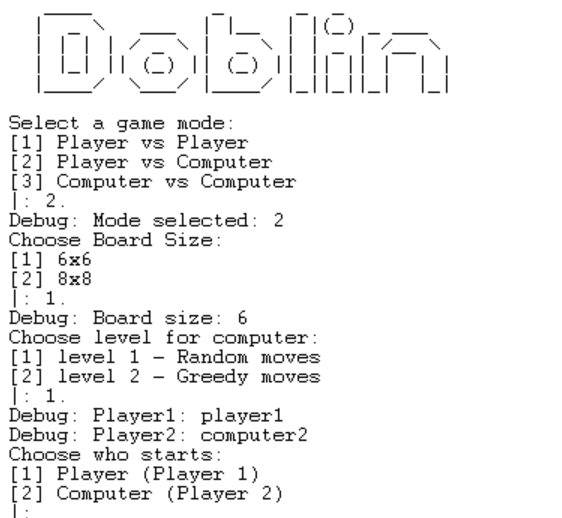 Doblin
Select a game mode:
[1] Player vs Player
[2] Player vs Computer
[3] Computer vs Computer
|: 2.
Debug: Mode selected: 2
Choose Board Size:
[1] 6x6
[2] 8x8
|: 1.
Debug: Board size: 6
Choose level for computer:
[1] level 1 - Random moves
[2] level 2 - Greedy moves
|: 1.
Debug: Player1: player1
Debug: Player2: computer2
Choose who starts:
[1] Player (Player 1)
[2] Computer (Player 2)
|: